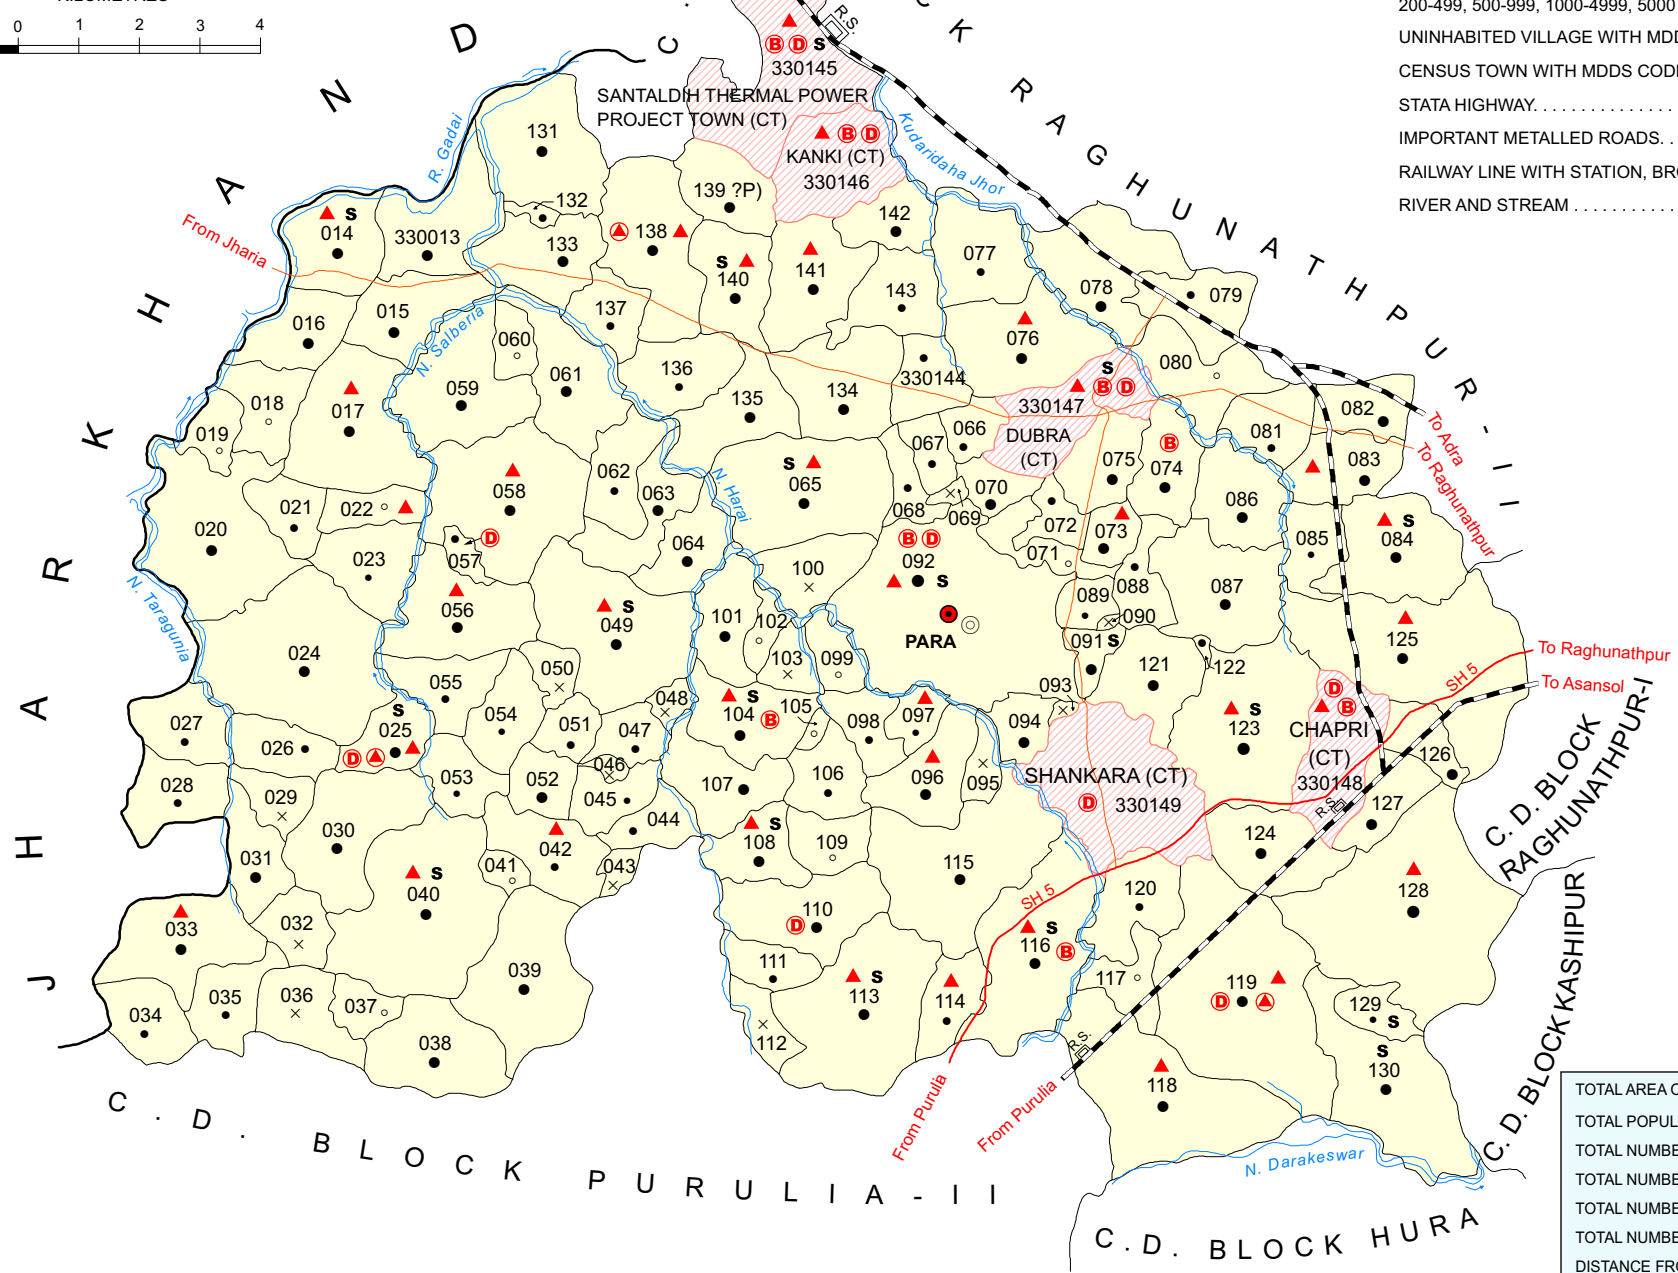 KILOMETRES
0 1 2 3 4
200-499, 500-999, 1000-4999, 5000
UNINHABITED VILLAGE WITH MDD
CENSUS TOWN WITH MDDS COD
STATA HIGHWAY. . . . . . . . . . . . . .
IMPORTANT METALLED ROADS. .
RAILWAY LINE WITH STATION, BR
RIVER AND STREAM . . . . . . . . . . .
JHARKHAND
C.
CK RAGHUNATHPUR-II
R.S.
B D S
330145
SANTALDIH THERMAL POWER
PROJECT TOWN (CT)
B D
KANKI (CT)
330146
R. Gadai
Kudaridaha Jhor
From Jharia
131
132
133
S
014
330013
138
139 ?P)
S
140
141
142
143
077
078
079
016
015
137
060
N. Salberia
076
080
018
017
059
061
136
135
134
330144
S
B D
330147
DUBRA
(CT)
082
To Adra
To Raghunathpur
019
081
083
066
067
B
075
074
058
062
063
S
065
N. Harai
020
021
022
068
069
070
072
073
086
085
S
084
D
057
064
023
B D
092
S
071
088
087
100
089
090
056
S
049
101
102
PARA
091
S
N. Taragunia
024
050
103
099
121
122
125
To Raghunathpur
SH 5
To Asansol
055
048
S
104
B
105
093
094
S
123
D
B
CHAPRI
(CT)
330148
027
S
025
D
026
054
051
047
098
097
126
028
053
052
046
045
107
106
096
095
SHANKARA (CT)
D
330149
R.S.
127
029
030
044
S
108
109
124
C. D. BLOCK
RAGHUNATHPUR-I
031
042
041
043
115
SH 5
128
S
040
120
033
032
D
110
S
116
B
039
111
S
113
114
117
119
D
129
S
034
035
036
037
038
112
R.S.
S
130
118
C. D. BLOCK KASHIPUR
From Purulia
From Purulia
N. Darakeswar
C. D. BLOCK PURULIA-II
C.D. BLOCK HURA
TOTAL AREA
TOTAL POPUL
TOTAL NUMBE
TOTAL NUMBE
TOTAL NUMBE
TOTAL NUMBE
DISTANCE FR